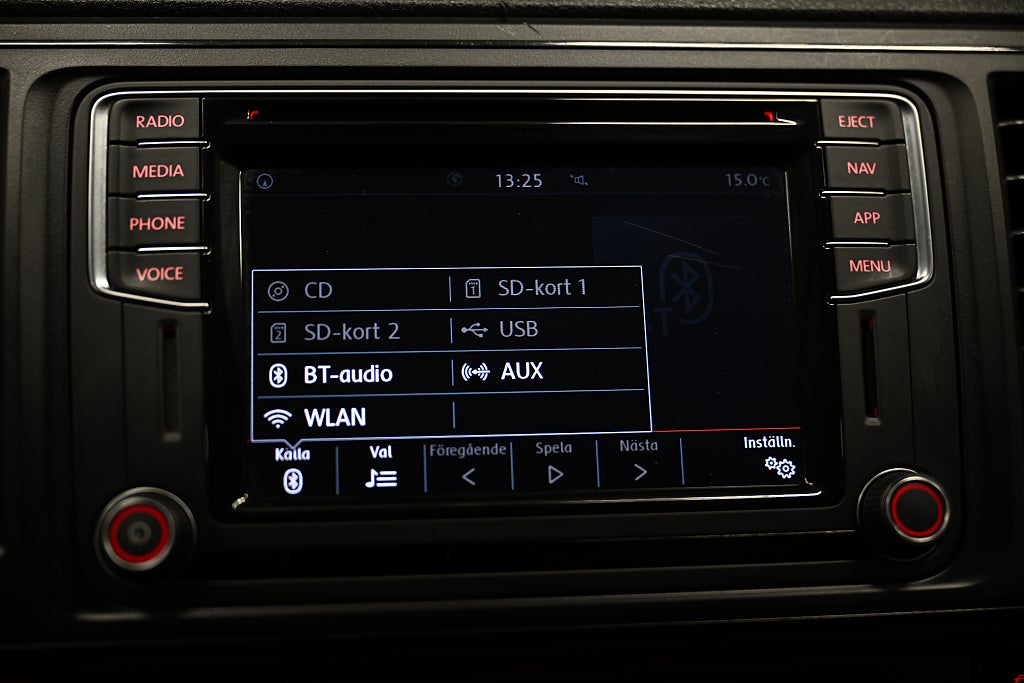 RADIO
EJECT
MEDIA
NAV
PHONE
APP
VOICE
MENU
13:25
15.0°C
CD
SD-kort 1
SD-kort 2
USB
BT-audio
AUX
WLAN
Källa
Val
Föregående
Spela
Nästa
Inställn.